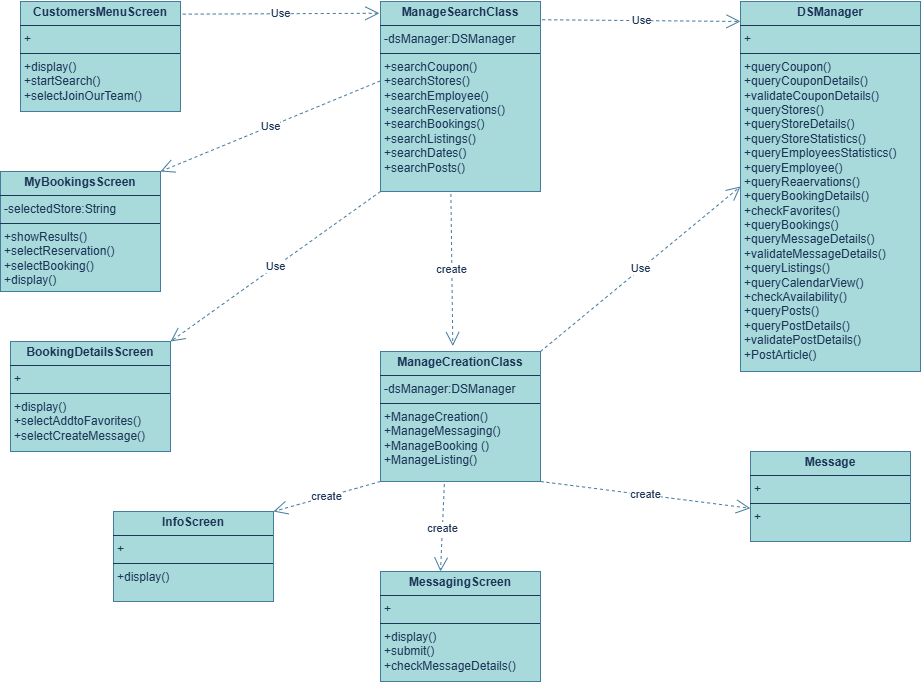 CustomersMenuScreen
+
+display()
+startSearch()
+selectJoinOurTeam()
Use
ManageSearchClass
-dsManager:DSManager
+searchCoupon()
+searchStores()
+searchEmployee()
+searchReservations()
+searchBookings()
+searchListings()
+searchDates()
+searchPosts()
Use
DSManager
+
+queryCoupon()
+queryCouponDetails()
+validateCouponDetails()
+queryStores()
+queryStoreDetails()
+queryStoreStatistics()
+queryEmployeesStatistics()
+queryEmployee()
+queryReaervations()
+queryBookingDetails()
+checkFavorites()
+queryBookings()
+queryMessageDetails()
+validateMessageDetails()
+queryListings()
+queryCalendarView()
+checkAvailability()
+queryPosts()
+queryPostDetails()
+validatePostDetails()
+PostArticle()
Use
MyBookingsScreen
-selectedStore:String
+showResults()
+selectReservation()
+selectBooking()
+display()
Use
create
Use
BookingDetailsScreen
+
+display()
+selectAddtoFavorites()
+selectCreateMessage()
ManageCreationClass
-dsManager:DSManager
+ManageCreation()
+ManageMessaging()
+ManageBooking ()
+ManageListing()
create
create
create
Message
+
+
InfoScreen
+
+display()
MessagingScreen
+
+display()
+submit()
+checkMessageDetails()